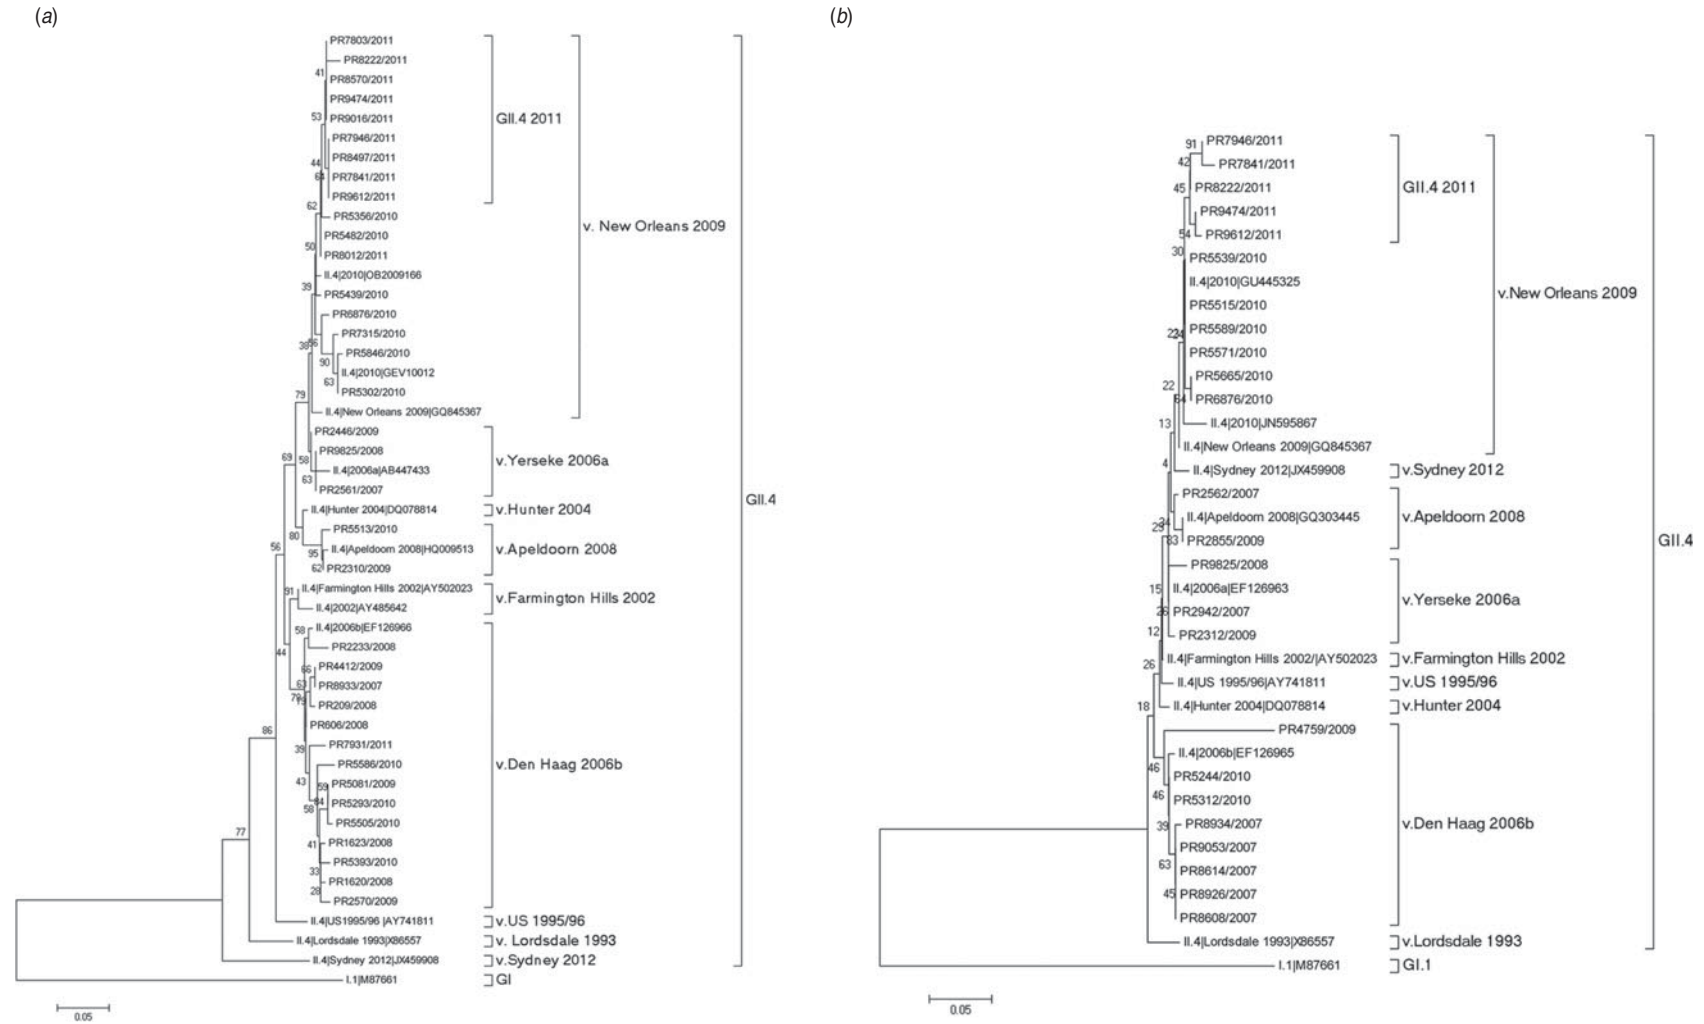 (a)
PR7803/2011
PR8222/2011
41
PR8570/2011
PR9474/2011
53
PR9016/2011
GII.4 2011
PR7946/2011
44
PR8497/2011
64
PR7841/2011
PR9612/2011
62
PR5356/2010
v. New Orleans 2009
PR5482/2010
50
PR8012/2011
II.4|2010|OB2009166
39
PR5439/2010
PR6876/2010
PR7315/2010
38
56
PR5846/2010
90
II.4|2010|GEV10012
63
PR5302/2010
79
II.4|New Orleans 2009|GQ845367
PR2446/2009
PR9825/2008
69
58
v.Yerseke 2006a
II.4|2006a|AB447433
63
PR2561/2007
GII.4
II.4|Hunter 2004|DQ078814
v.Hunter 2004
PR5513/2010
80
56
95
II.4|Apeldoorn 2008|HQ009513
v.Apeldoorn 2008
62
PR2310/2009
91
II.4|Farmington Hills 2002|AY502023
v.Farmington Hills 2002
II.4|2002|AY485642
58
II.4|2006b|EF126966
44
PR2233/2008
66
PR4412/2009
63
PR8933/2007
79
19
PR209/2008
PR606/2008
86
39
PR7931/2011
PR5586/2010
v.Den Haag 2006b
43
59
PR5081/2009
84
58
PR5293/2010
PR5505/2010
77
41
PR1623/2008
PR5393/2010
33
PR1620/2008
28
PR2570/2009
II.4|US1995/96 |AY741811
v.US 1995/96
II.4|Lordsdale 1993|X86557
v. Lordsdale 1993
II.4|Sydney 2012|JX459908
v.Sydney 2012
I.1|M87661
GI
0.05
(b)
91
PR7946/2011
42
PR7841/2011
45
PR8222/2011
GII.4 2011
PR9474/2011
54
PR9612/2011
30
PR5539/2010
II.4|2010|GU445325
v.New Orleans 2009
PR5515/2010
PR5589/2010
PR5571/2010
22
PR5665/2010
64
PR6876/2010
13
II.4|2010|JN595867
II.4|New Orleans 2009|GQ845367
4
II.4|Sydney 2012|JX459908
v.Sydney 2012
PR2562/2007
II.4|Apeldoorn 2008|GQ303445
v.Apeldoorn 2008
83
PR2855/2009
GII.4
PR9825/2008
15
II.4|2006a|EF126963
v.Yerseke 2006a
26
PR2942/2007
12
PR2312/2009
26
II.4|Farmington Hills 2002/|AY502023
v.Farmington Hills 2002
II.4|US 1995/96|AY741811
v.US 1995/96
18
II.4|Hunter 2004|DQ078814
v.Hunter 2004
PR4759/2009
II.4|2006b|EF126965
46
PR5244/2010
46
PR5312/2010
39
PR8934/2007
v.Den Haag 2006b
PR9053/2007
63
PR8614/2007
45
PR8926/2007
PR8608/2007
II.4|Lordsdale 1993|X86557
v.Lordsdale 1993
I.1|M87661
GI.1
0.05